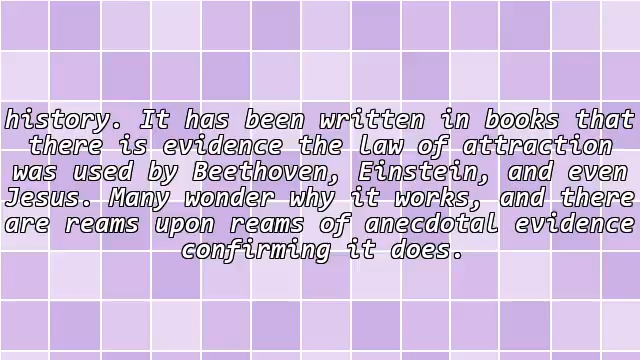 history. It has been written in books that
there is evidence the law of attraction
was used by Beethoven, Einstein, and even
Jesus. Many wonder why it works, and there
are reams upon reams of anecdotal evidence
confirming it does.